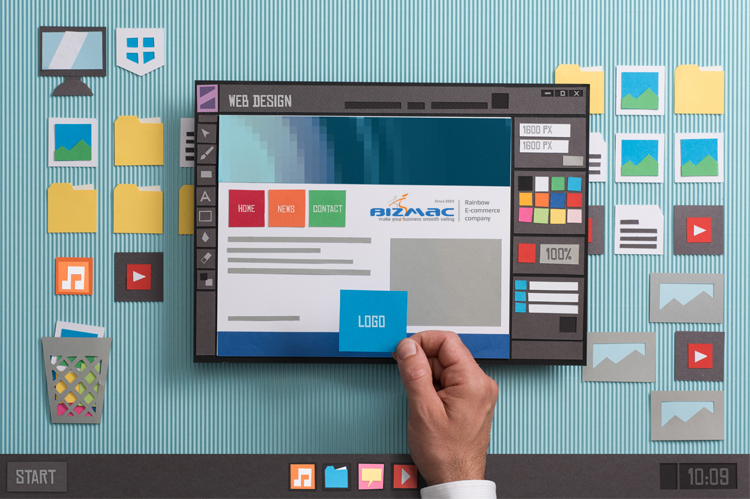 WEB DESIGN
1600 PX
1600 PX
HOME
NEWS
CONTACT
Since 2003
BIZMAC
make your business smooth sailing
Rainbow
E-commerce
company
100%
LOGO
START
10:09